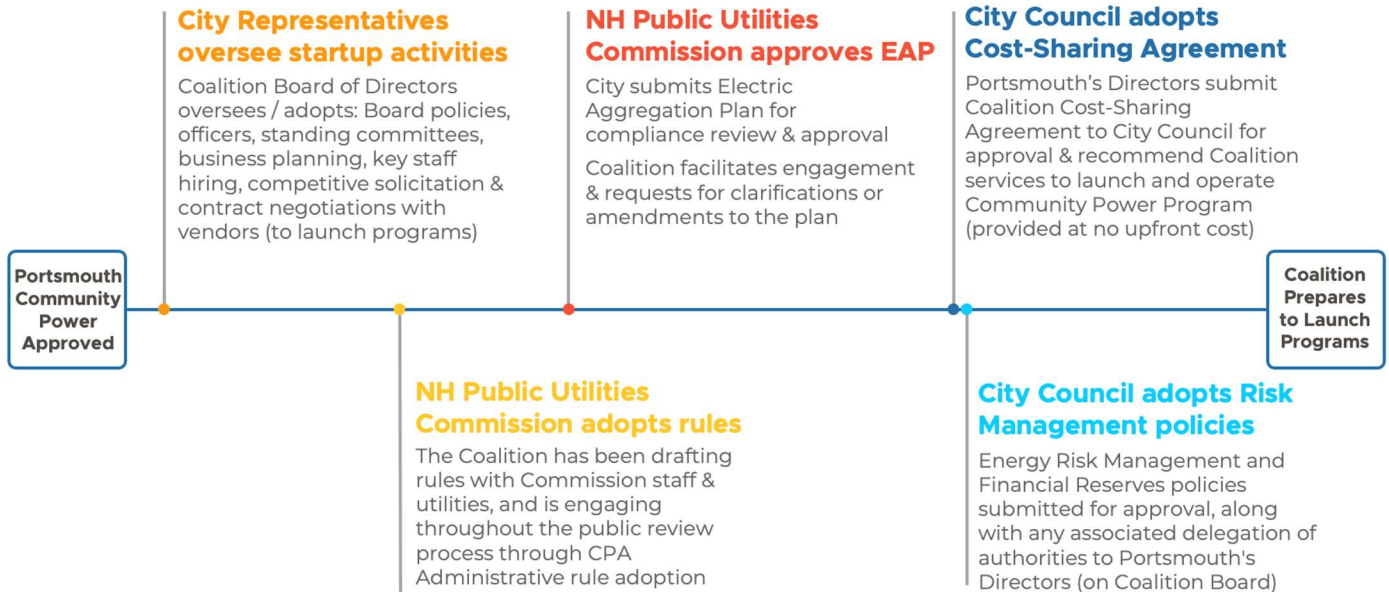 City Representatives
oversee startup activities
Coalition Board of Directors
oversees / adopts: Board policies,
officers, standing committees,
business planning, key staff
hiring, competitive solicitation &
contract negotiations with
vendors (to launch programs)
NH Public Utilities
Commission approves EAP
City submits Electric
Aggregation Plan for
compliance review & approval
Coalition facilitates engagement
& requests for clarifications or
amendments to the plan
City Council adopts
Cost-Sharing Agreement
Portsmouth's Directors submit
Coalition Cost-Sharing
Agreement to City Council for
approval & recommend Coalition
services to launch and operate
Community Power Program
(provided at no upfront cost)
Portsmouth
Community
Power
Approved
Coalition
Prepares
to Launch
Programs
NH Public Utilities
Commission adopts rules
The Coalition has been drafting
rules with Commission staff &
utilities, and is engaging
throughout the public review
process through CPA
Administrative rule adoption
City Council adopts Risk
Management policies
Energy Risk Management and
Financial Reserves policies
submitted for approval, along
with any associated delegation of
authorities to Portsmouth's
Directors (on Coalition Board)